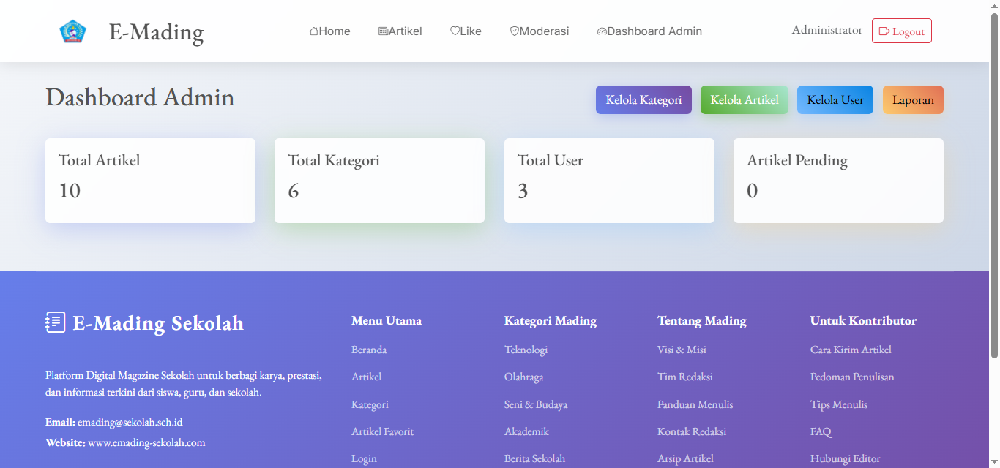 E-Mading
Home Artikel Like Moderasi Dashboard Admin
Administrator Logout
Dashboard Admin
Kelola Kategori Kelola Artikel Kelola User Laporan
Total Artikel
10
Total Kategori
6
Total User
3
Artikel Pending
0
E-Mading Sekolah
Platform Digital Magazine Sekolah untuk berbagi karya, prestasi,
dan informasi terkini dari siswa, guru, dan sekolah.
Email: emading@sekolah.sch.id
Website: www.emading-sekolah.com
Menu Utama
Beranda
Artikel
Kategori
Artikel Favorit
Login
Kategori Mading
Teknologi
Olahraga
Seni & Budaya
Akademik
Berita Sekolah
Tentang Mading
Visi & Misi
Tim Redaksi
Panduan Menulis
Kontak Redaksi
Arsip Artikel
Untuk Kontributor
Cara Kirim Artikel
Pedoman Penulisan
Tips Menulis
FAQ
Hubungi Editor